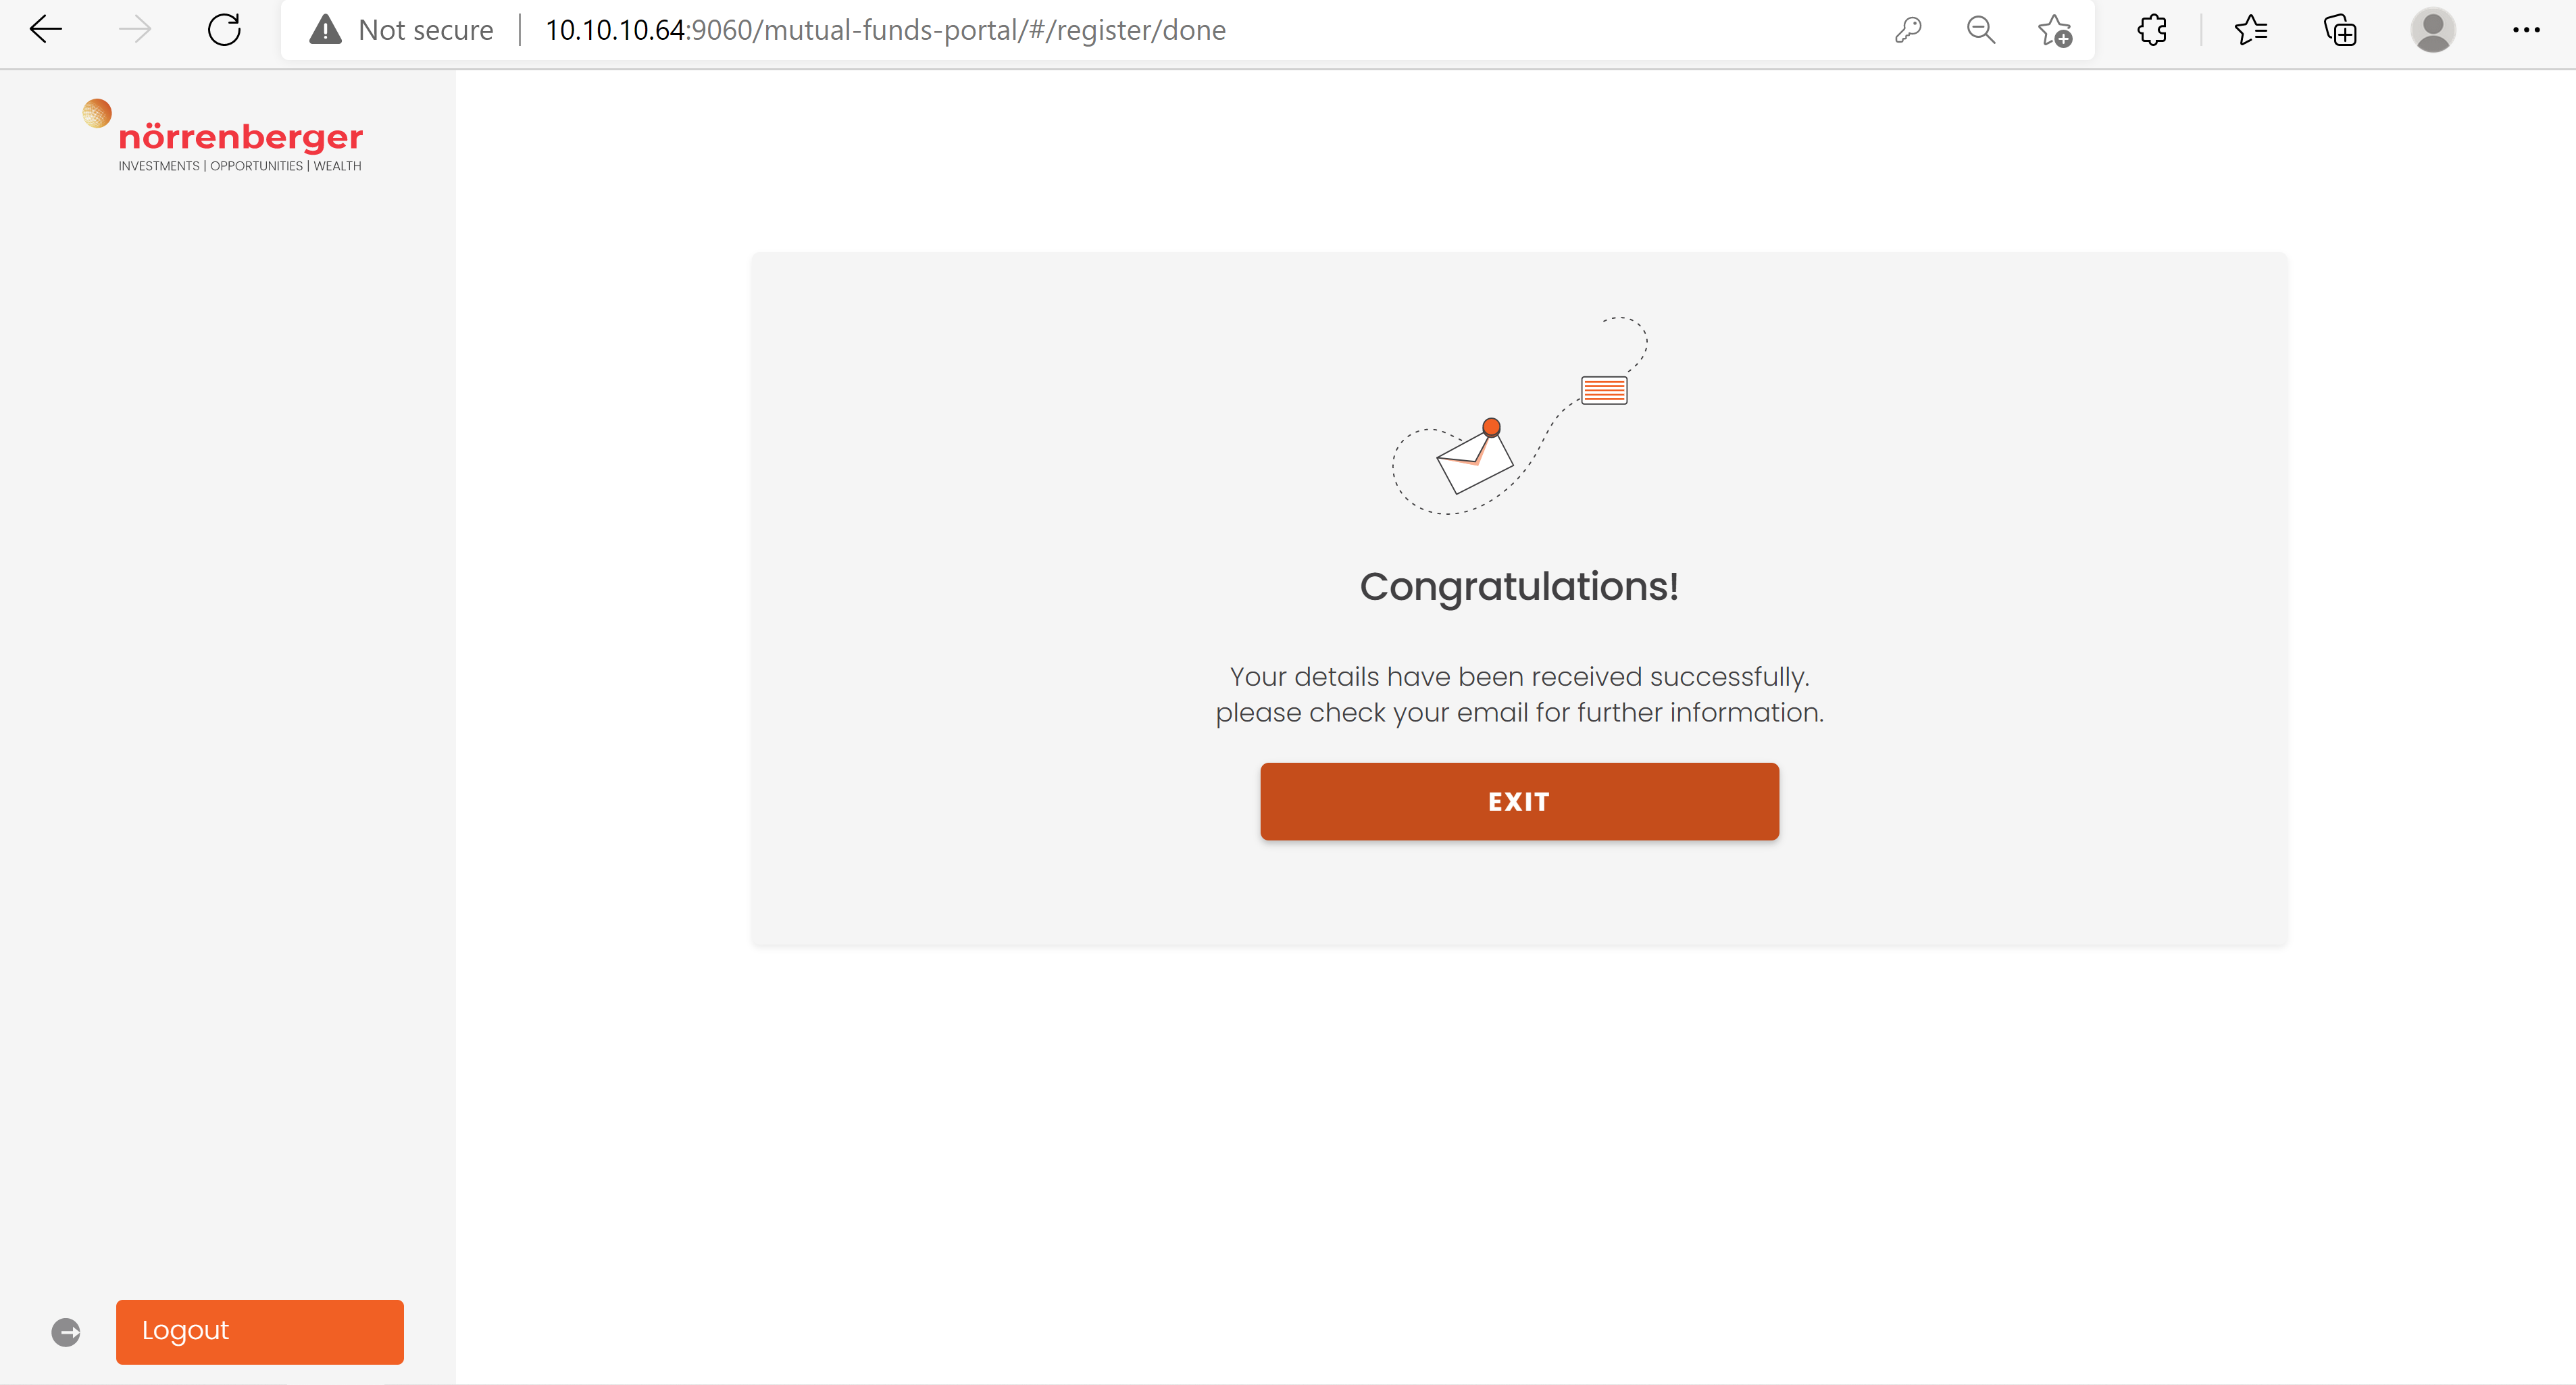 Not secure
10.10.10.64:9060/mutual-funds-portal/#/register/done
nörrenberger
INVESTMENTS | OPPORTUNITIES | WEALTH
Congratulations!
Your details have been received successfully.
please check your email for further information.
EXIT
Logout